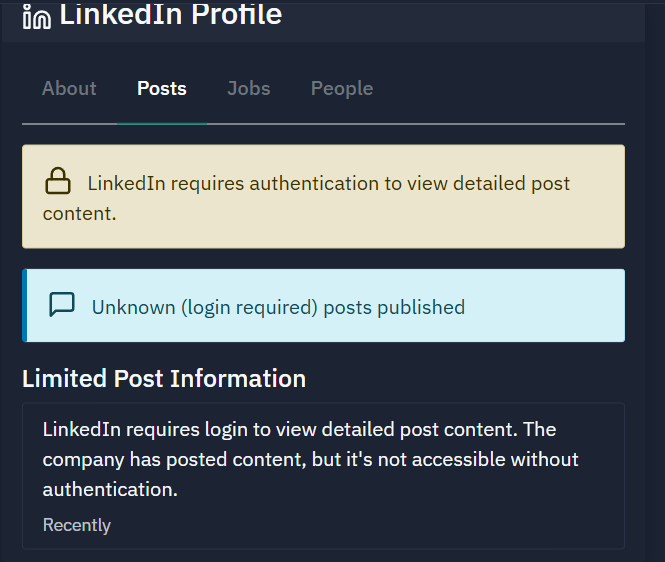 LinkedIn Profile
About Posts Jobs People
LinkedIn requires authentication to view detailed post
content.
Unknown (login required) posts published
Limited Post Information
LinkedIn requires login to view detailed post content. The
company has posted content, but it's not accessible without
authentication.
Recently